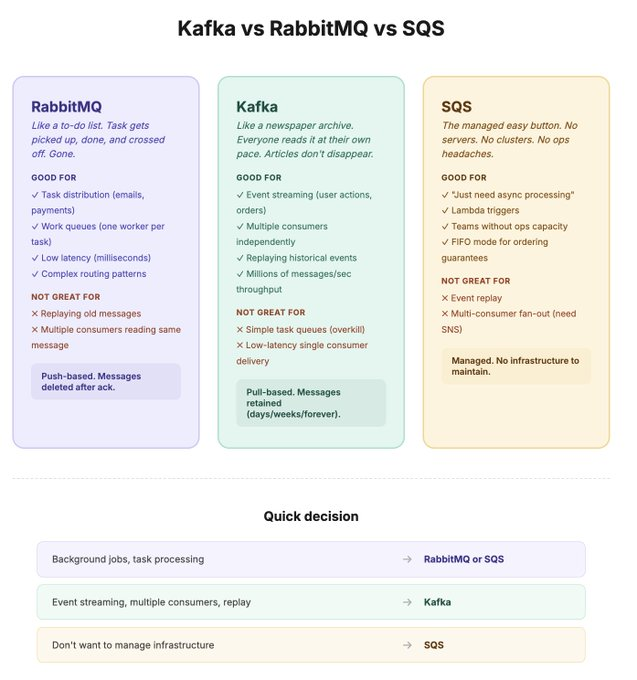 Kafka vs RabbitMQ vs SQS
RabbitMQ
Like a to-do list. Task gets
picked up, done, and crossed
off. Gone.
GOOD FOR
✓ Task distribution (emails,
payments)
✓ Work queues (one worker per
task)
✓ Low latency (milliseconds)
✓ Complex routing patterns
NOT GREAT FOR
✕ Replaying old messages
✕ Multiple consumers reading same
message
Push-based. Messages
deleted after ack.
Kafka
Like a newspaper archive.
Everyone reads it at their own
pace. Articles don't disappear.
GOOD FOR
✓ Event streaming (user actions,
orders)
✓ Multiple consumers
independently
✓ Replaying historical events
✓ Millions of messages/sec
throughput
NOT GREAT FOR
✕ Simple task queues (overkill)
✕ Low-latency single consumer
delivery
Pull-based. Messages
retained
(days/weeks/forever).
SQS
The managed easy button. No
servers. No clusters. No ops
headaches.
GOOD FOR
✓ "Just need async processing"
✓ Lambda triggers
✓ Teams without ops capacity
✓ FIFO mode for ordering
guarantees
NOT GREAT FOR
✕ Event replay
✕ Multi-consumer fan-out (need
SNS)
Managed. No infrastructure to
maintain.
Quick decision
Background jobs, task processing → RabbitMQ or SQS
Event streaming, multiple consumers, replay → Kafka
Don't want to manage infrastructure → SQS